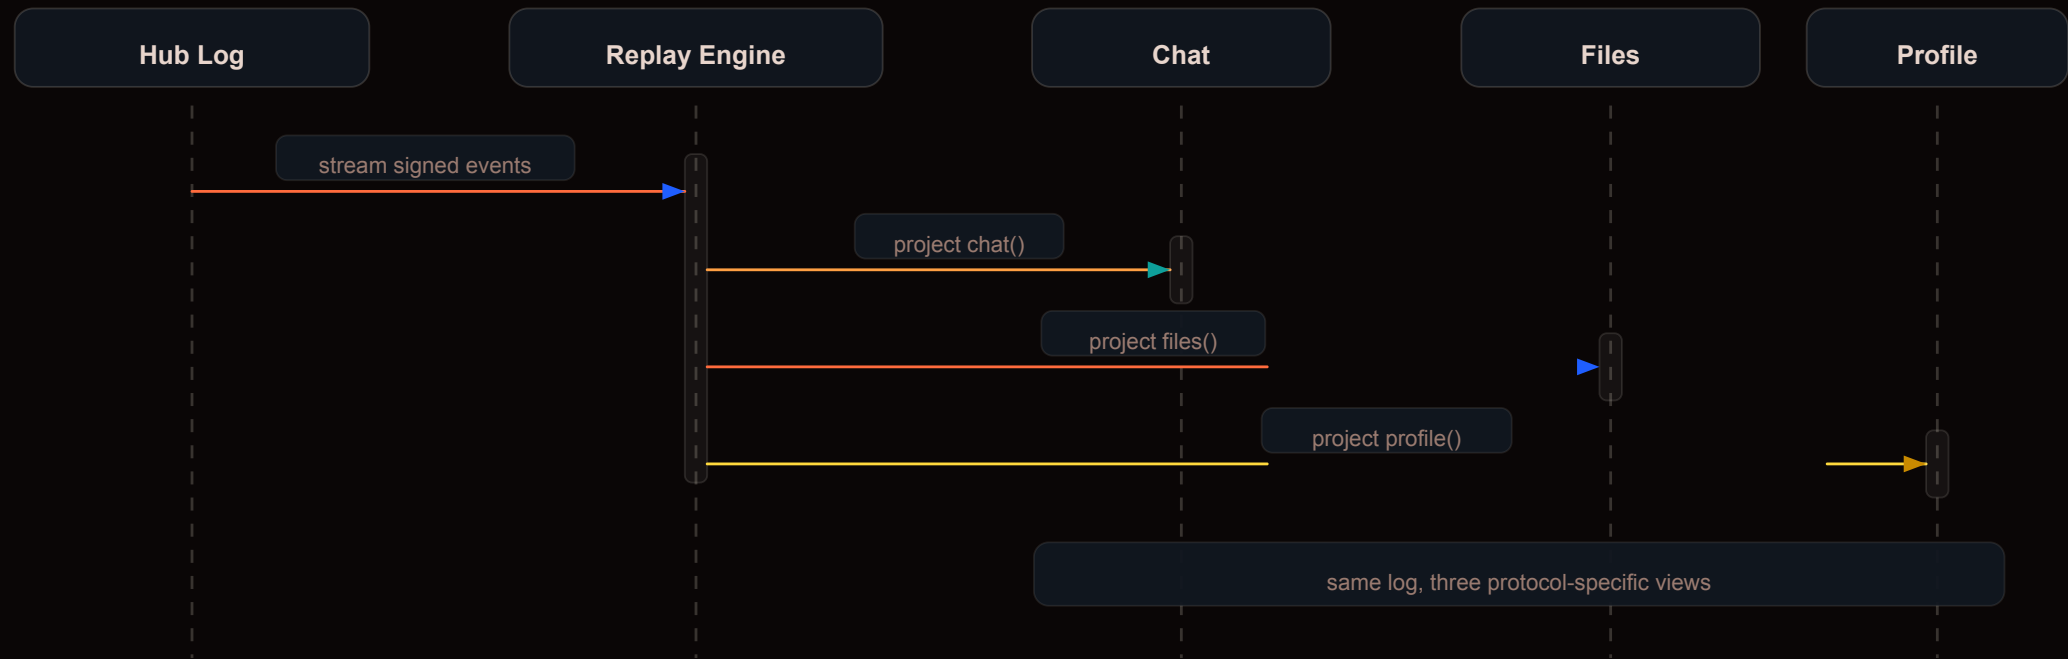 Hub Log
Replay Engine
Chat
Files
Profile
stream signed events
project chat()
project files()
project profile()
same log, three protocol-specific views